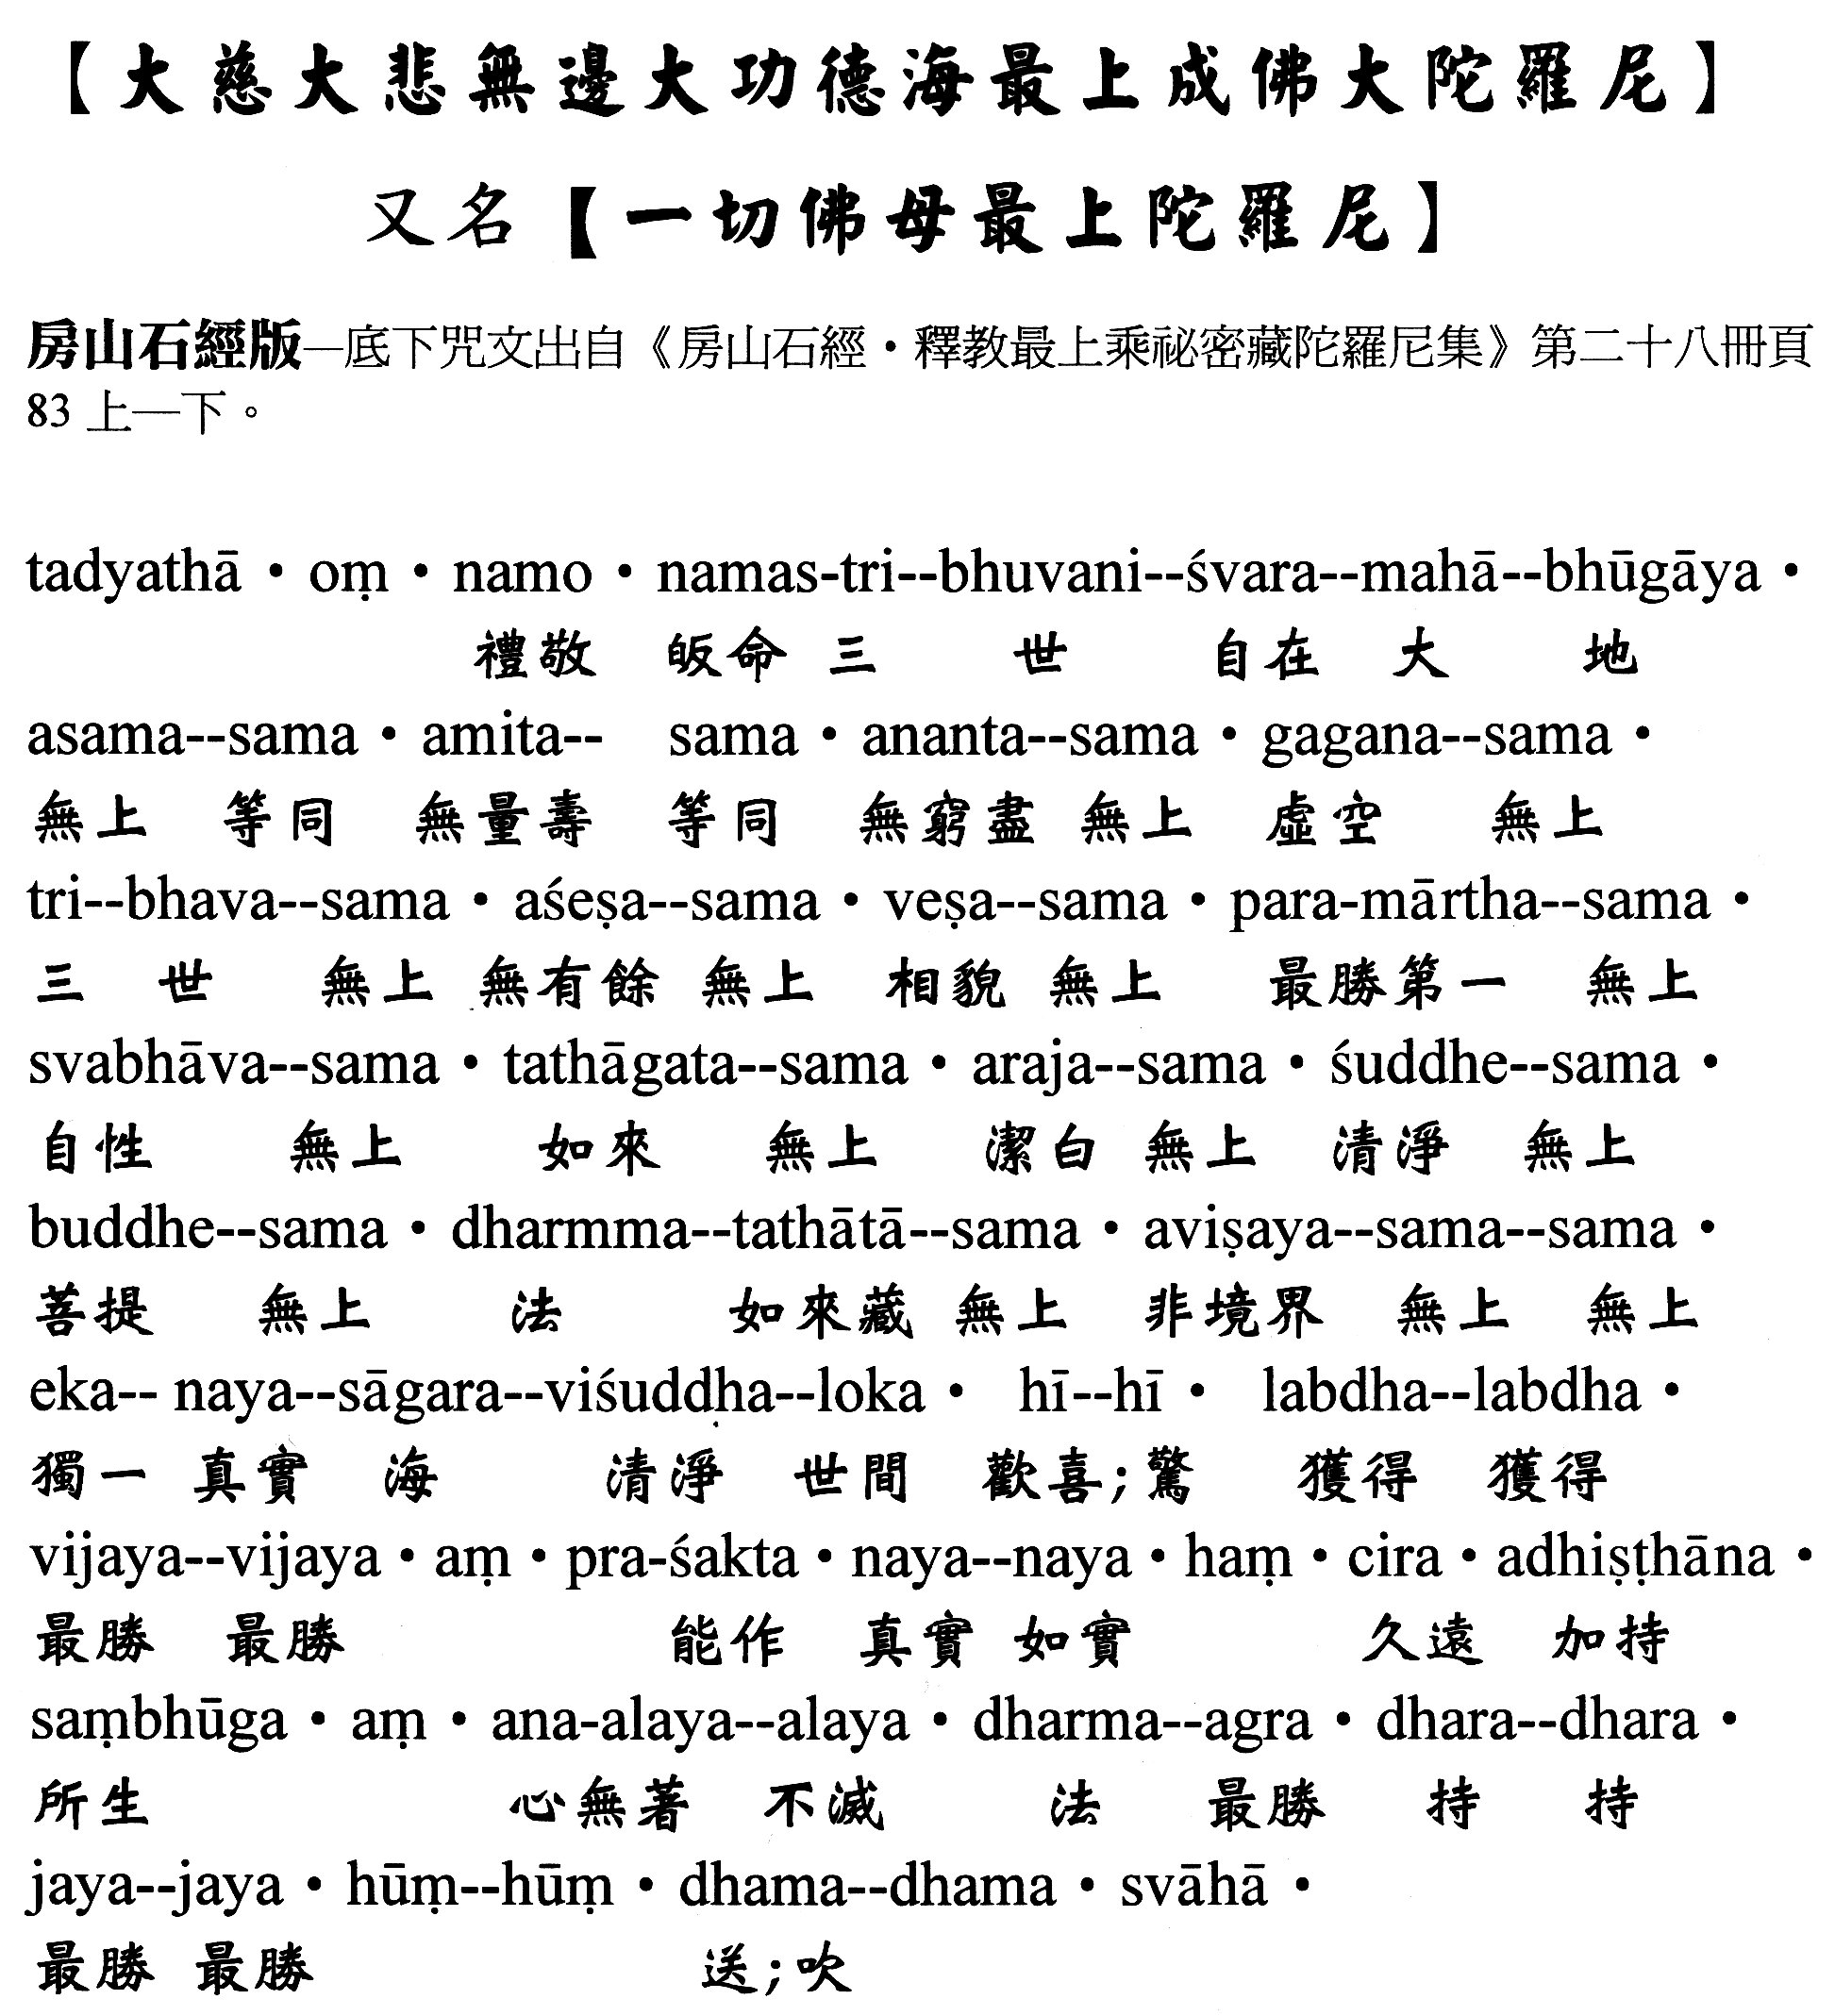 【大慈大悲無邊大功德海最上成佛大陀羅尼】
又名【一切佛母最上陀羅尼】
房山石經版—底下咒文出自《房山石經・釋教最上乘祕密藏陀羅尼集》第二十八冊頁
83 上—下。
tadyathā・oṃ・namo・namas-tri--bhuvani--śvara--mahā--bhūgāya・
禮敬 皈命 三 世 自在 大 地
asama--sama・amita-- sama・ananta--sama・gagana--sama・
無上 等同 無量壽 等同 無窮盡 無上 虛空 無上
tri--bhava--sama・aśeṣa--sama・veṣa--sama・para-mārtha--sama・
三 世 無上 無有餘 無上 相貌 無上 最勝第一 無上
svabhāva--sama・tathāgata--sama・araja--sama・śuddhe--sama・
自性 無上 如來 無上 潔白 無上 清淨 無上
buddhe--sama・dharmma--tathātā--sama・aviṣaya--sama--sama・
菩提 無上 法 如來藏 無上 非境界 無上 無上
eka-- naya--sāgara--viśuddha--loka・ hī--hī・ labdha--labdha・
獨一 真實 海 清淨 世間 歡喜;驚 獲得 獲得
vijaya--vijaya・aṃ・pra-śakta・naya--naya・haṃ・cira・adhiṣṭhāna・
最勝 最勝 能作 真實 如實 久遠 加持
saṃbhūga・aṃ・ana-alaya--alaya・dharma--agra・dhara--dhara・
所生 心無著 不滅 法 最勝 持 持
jaya--jaya・hūṃ--hūṃ・dhama--dhama・svāhā・
最勝 最勝 送;吹